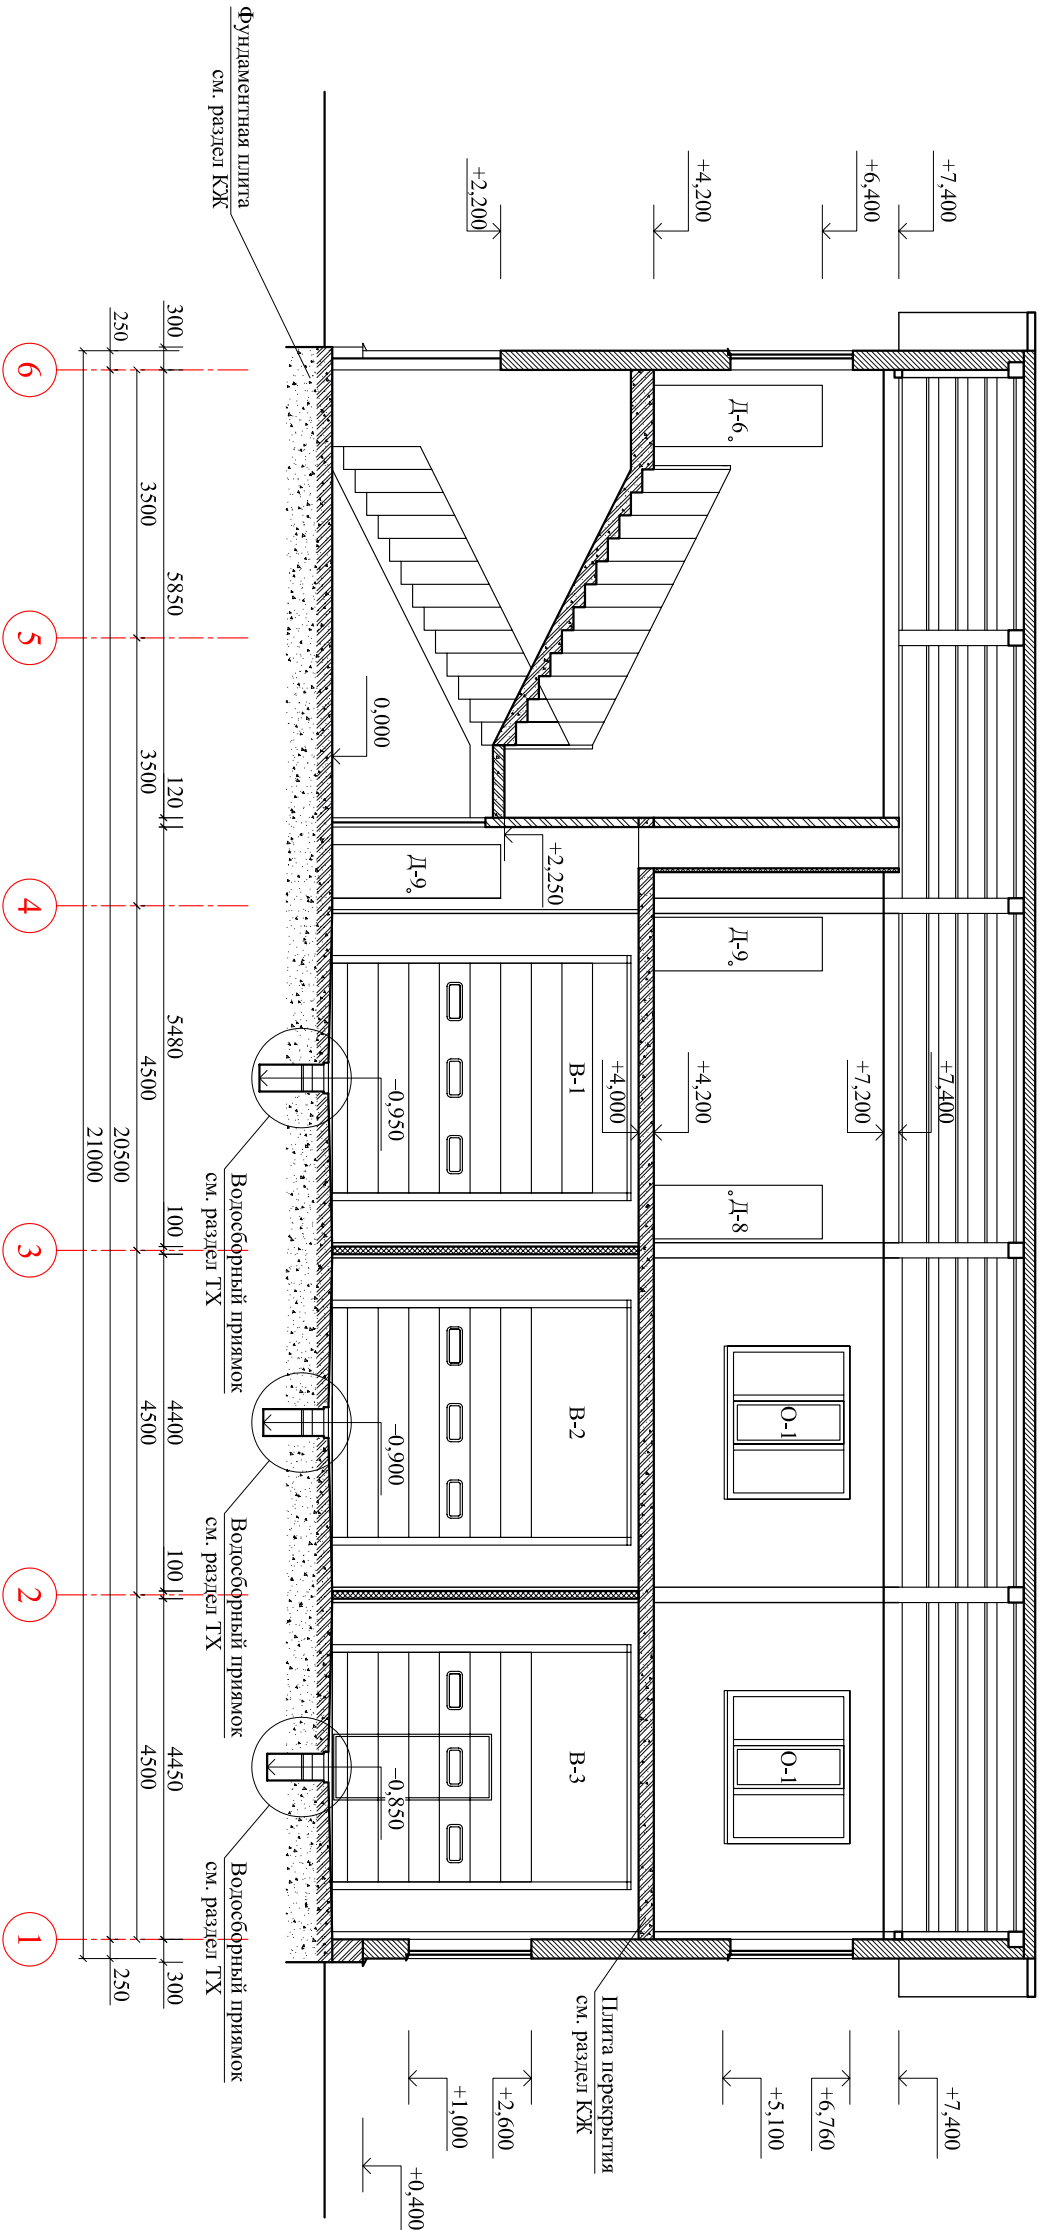 +7,400
+6,400
+4,200
+2,200
Фундаментная плита
см. раздел КЖ
Д-6
0,000
+2,250
Д-9
Д-9
Д-8
+7,400
+7,200
+4,200
+4,000
В-1
В-2
В-3
О-1
О-1
-0,950
-0,900
-0,850
Водосборный приямок
см. раздел ТХ
Водосборный приямок
см. раздел ТХ
Водосборный приямок
см. раздел ТХ
Плита перекрытия
см. раздел КЖ
+7,400
+6,760
+5,100
+2,600
+1,000
+0,400
300
5850
120
5480
100
4400
100
4450
300
3500
3500
4500
4500
4500
250
20500
250
21000
6
5
4
3
2
1